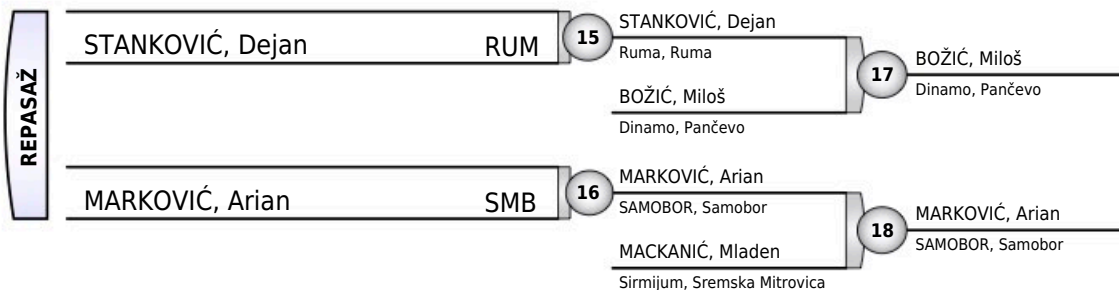 REPASAŽ
STANKOVIĆ, Dejan RUM
15
STANKOVIĆ, Dejan
Ruma, Ruma
BOŽIĆ, Miloš
Dinamo, Pančevo
17
BOŽIĆ, Miloš
Dinamo, Pančevo
MARKOVIĆ, Arian SMB
16
MARKOVIĆ, Arian
SAMOBOR, Samobor
MACKANIĆ, Mladen
Sirmijum, Sremska Mitrovica
18
MARKOVIĆ, Arian
SAMOBOR, Samobor